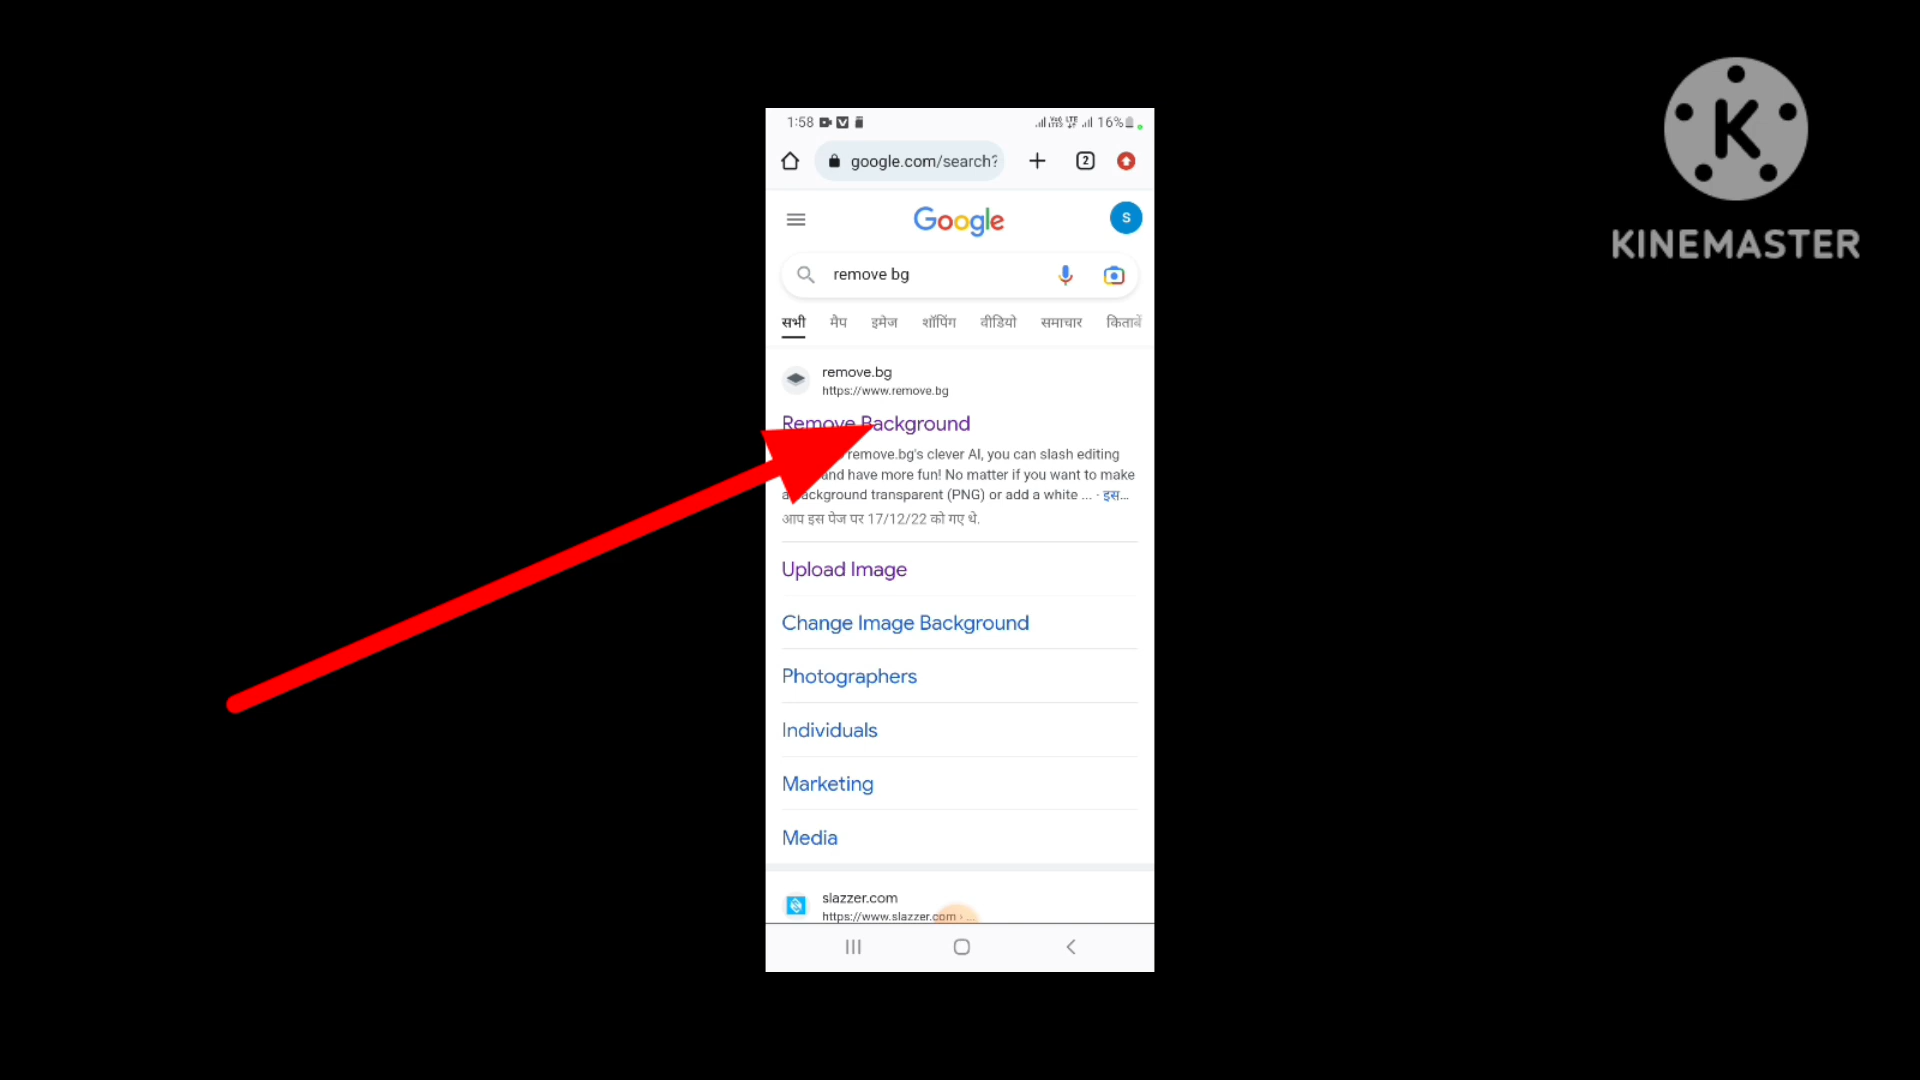 1:58
16%
google.com/search?
2
Google
S
remove bg
सभी मैप इमेज शॉपिंग वीडियो समाचार किताबें
remove.bg
https://www.remove.bg
Remove Background
remove.bg's clever AI, you can slash editing
and have more fun! No matter if you want to make
a background transparent (PNG) or add a white ... · इस...
आप इस पेज पर 17/12/22 को गए थे.
Upload Image
Change Image Background
Photographers
Individuals
Marketing
Media
slazzer.com
https://www.slazzer.com › ...
K
KINEMASTER